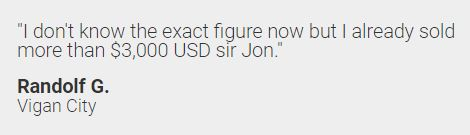 "I don't know the exact figure now but I already sold
more than $3,000 USD sir Jon."
Randolf G.
Vigan City